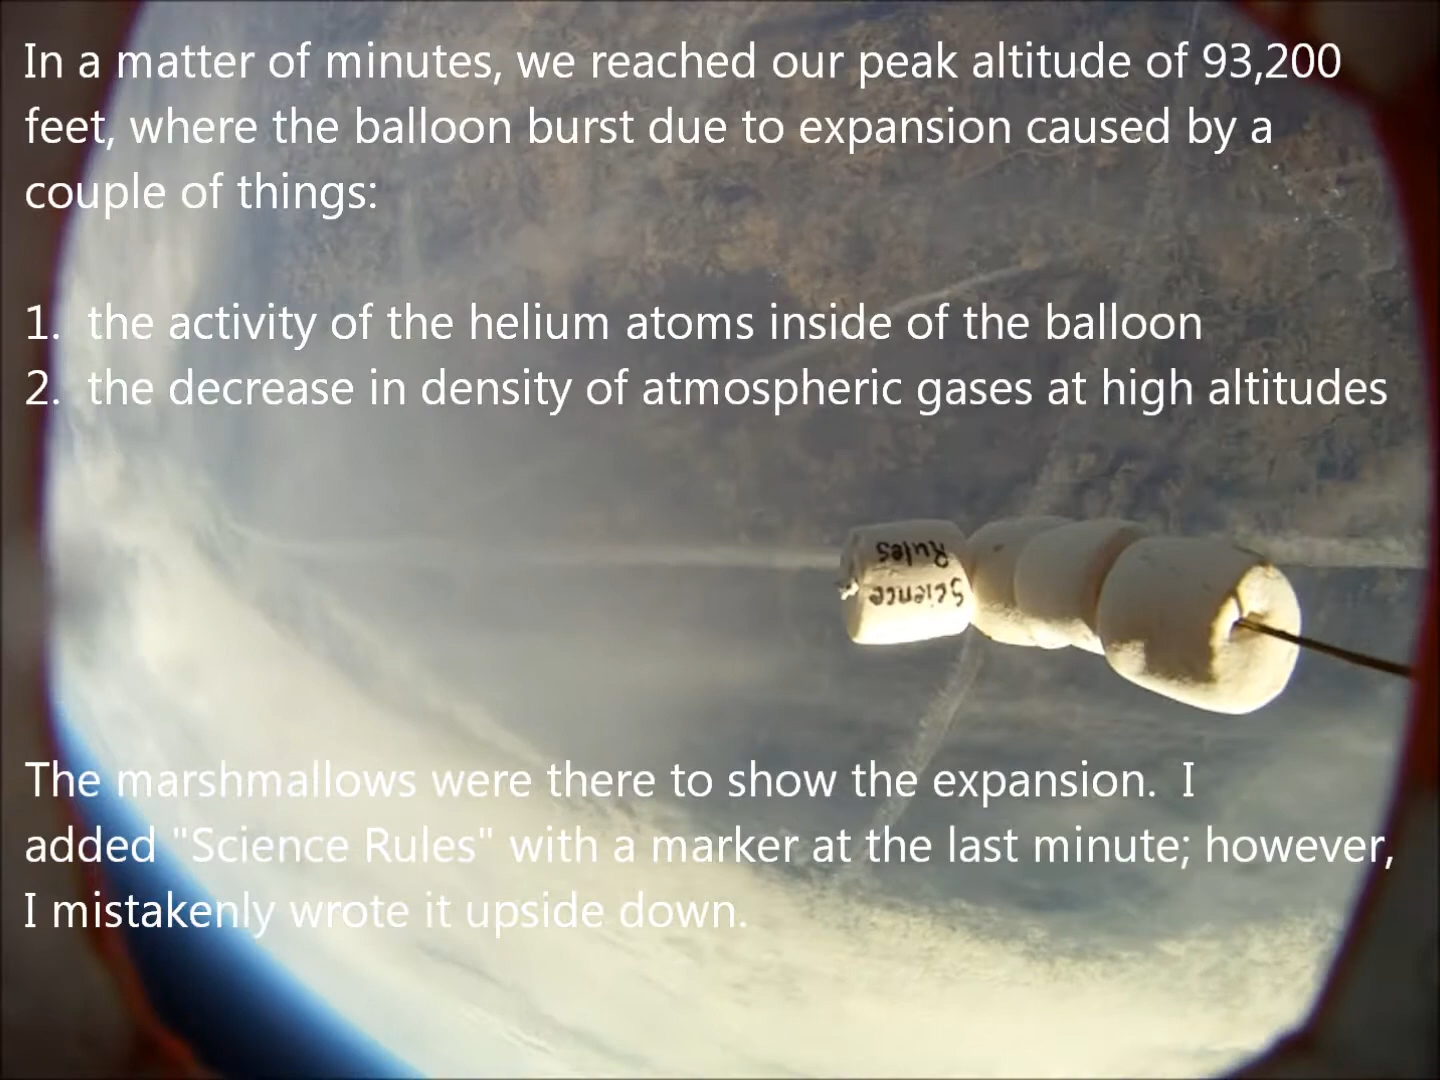 In a matter of minutes, we reached our peak altitude of 93,200
feet, where the balloon burst due to expansion caused by a
couple of things:
1. the activity of the helium atoms inside of the balloon
2. the decrease in density of atmospheric gases at high altitudes
Science
Rules
The marshmallows were there to show the expansion. I
added "Science Rules" with a marker at the last minute; however,
I mistakenly wrote it upside down.